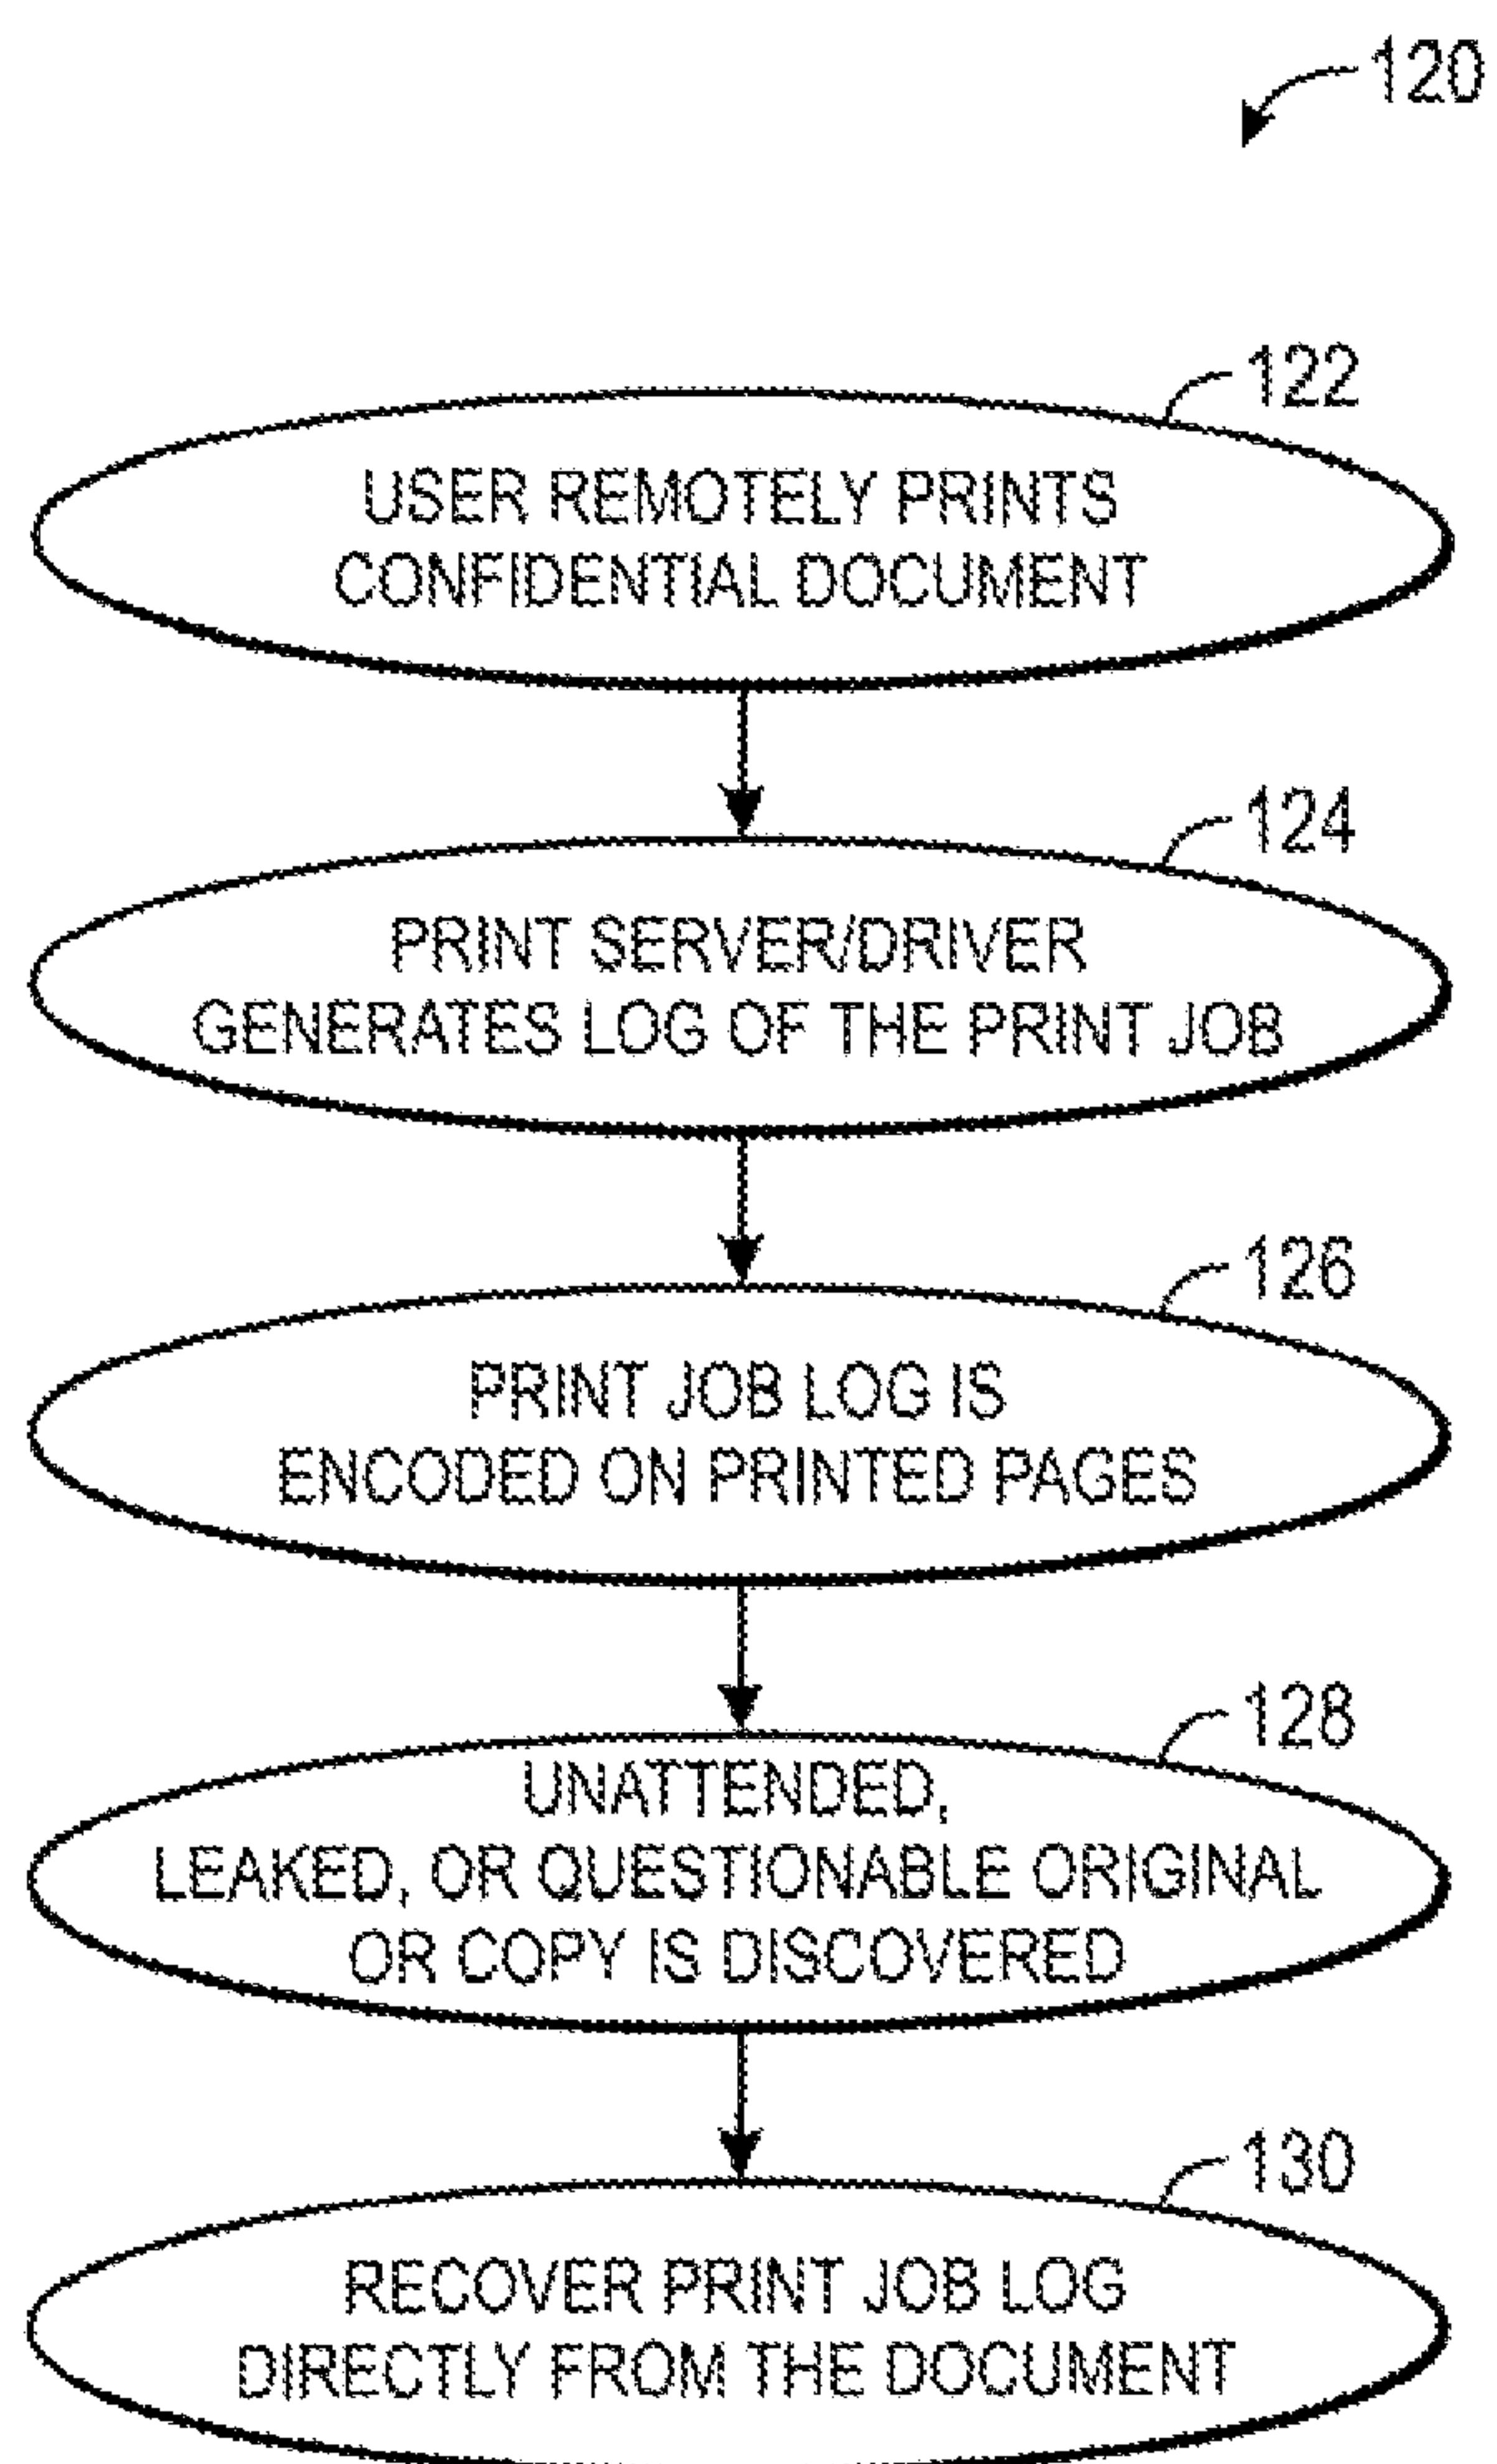 120
122
USER REMOTELY PRINTS
CONFIDENTIAL DOCUMENT
124
PRINT SERVER/DRIVER
GENERATES LOG OF THE PRINT JOB
126
PRINT JOB LOG IS
ENCODED ON PRINTED PAGES
128
UNATTENDED,
LEAKED, OR QUESTIONABLE ORIGINAL
OR COPY IS DISCOVERED
130
RECOVER PRINT JOB LOG
DIRECTLY FROM THE DOCUMENT